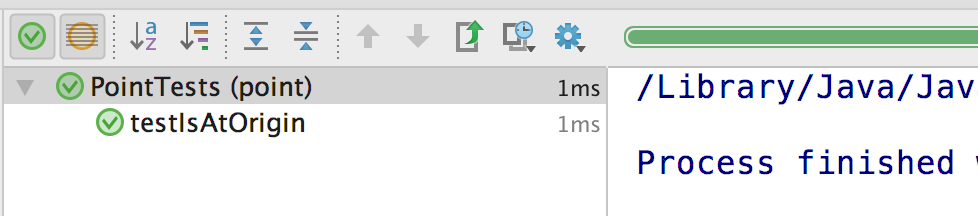 a
z
PointTests (point) 1ms
testIsAtOrigin 1ms
/Library/Java/Jav
Process finished